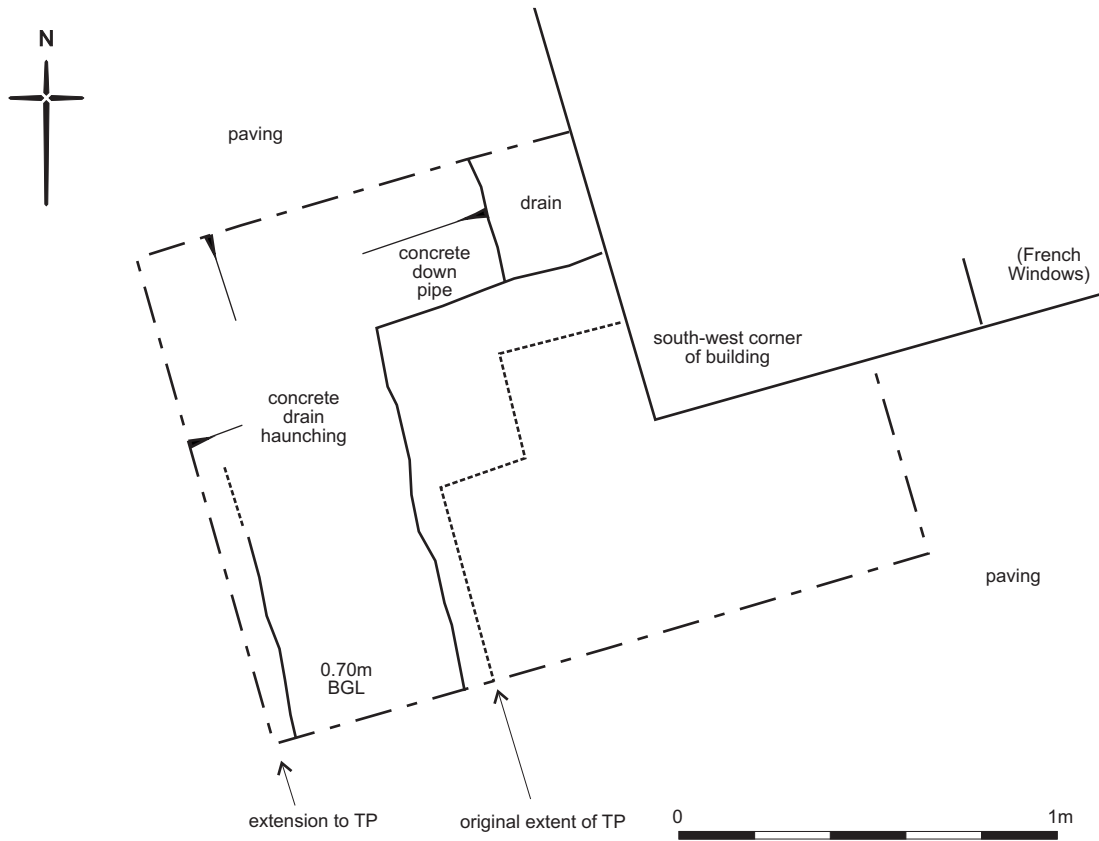 N
paving
drain
concrete
down
pipe
(French
Windows)
south-west corner
of building
concrete
drain
haunching
paving
0.70m
BGL
extension to TP
original extent of TP
0
1m